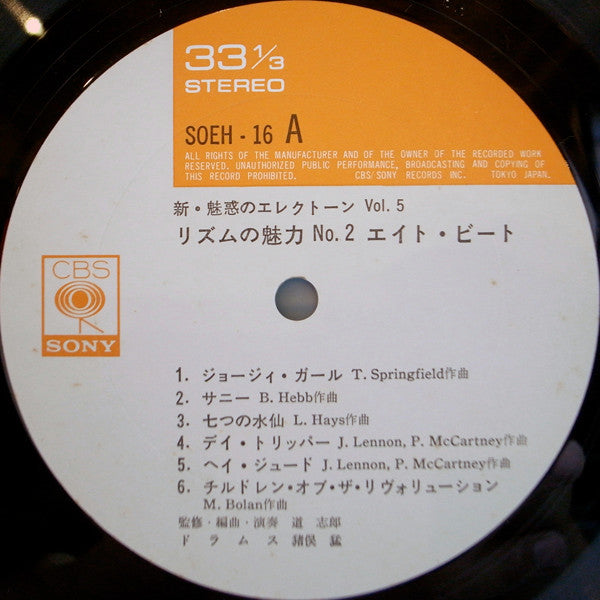 33⅓
STEREO
SOEH - 16 A
ALL RIGHTS OF THE MANUFACTURER AND OF THE OWNER OF THE RECORDED WORK
RESERVED. UNAUTHORIZED PUBLIC PERFORMANCE, BROADCASTING AND COPYING OF
THIS RECORD PROHIBITED. CBS/SONY RECORDS INC. TOKYO JAPAN.
新・魅惑のエレクトーン Vol. 5
リズムの魅力 No. 2 エイト・ビート
CBS
SONY
1. ジョージィ・ガール T. Springfield作曲
2. サニー B. Hebb作曲
3. 七つの水仙 L. Hays作曲
4. デイ・トリッパー J. Lennon, P. McCartney作曲
5. ヘイ・ジュード J. Lennon, P. McCartney作曲
6. チルドレン・オブ・ザ・リヴォリューション
M. Bolan作曲
監修・編曲・演奏 道 志郎
ドラムス 猪俣 猛